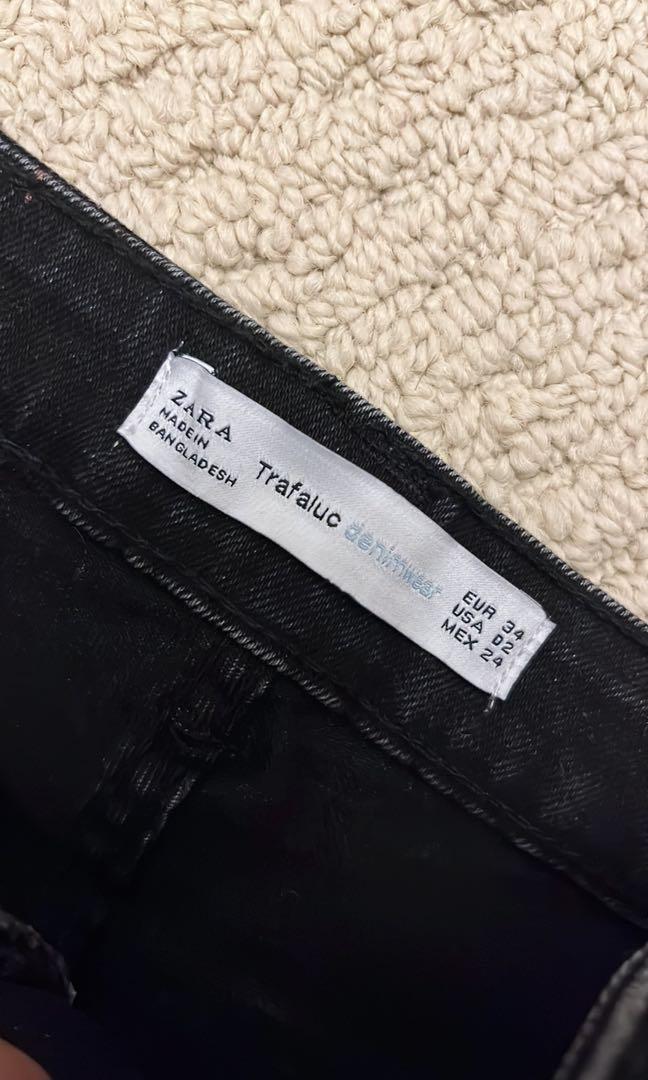 ZARA
MADE IN
BANGLADESH
Trafaluc denimwear
EUR 34
USA 02
MEX 24